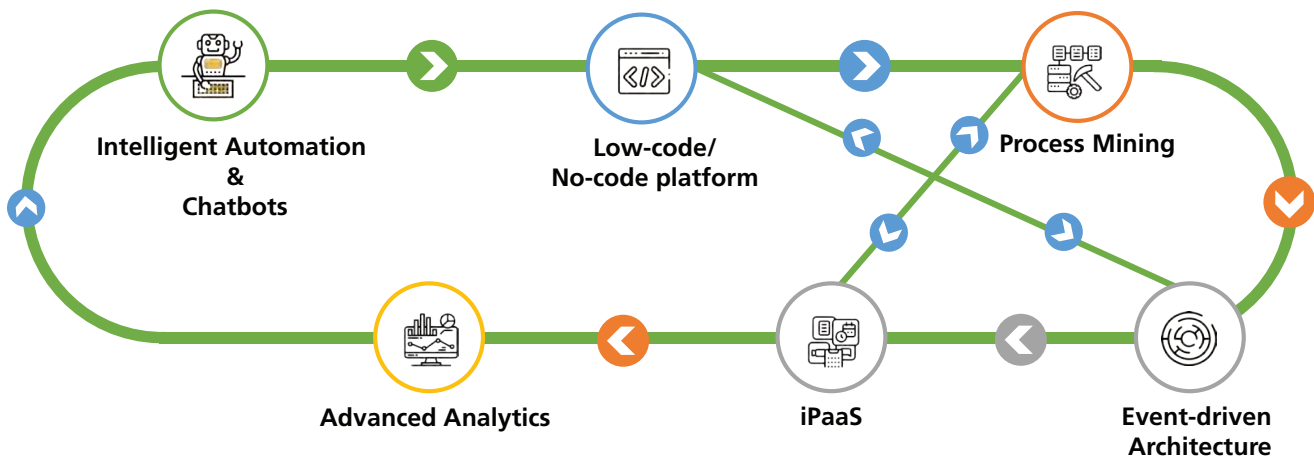 Intelligent Automation
&
Chatbots
Low-code/
No-code platform
Process Mining
Advanced Analytics
iPaaS
Event-driven
Architecture